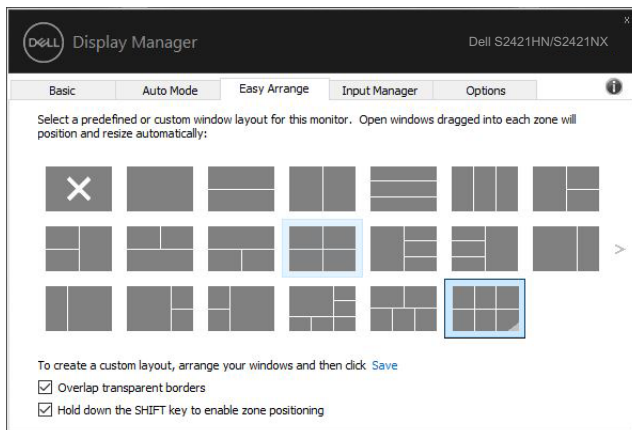 DELL Display Manager Dell S2421HN/S2421NX x
Basic Auto Mode Easy Arrange Input Manager Options
Select a predefined or custom window layout for this monitor. Open windows dragged into each zone will
position and resize automatically:
>
To create a custom layout, arrange your windows and then click Save
Overlap transparent borders
Hold down the SHIFT key to enable zone positioning